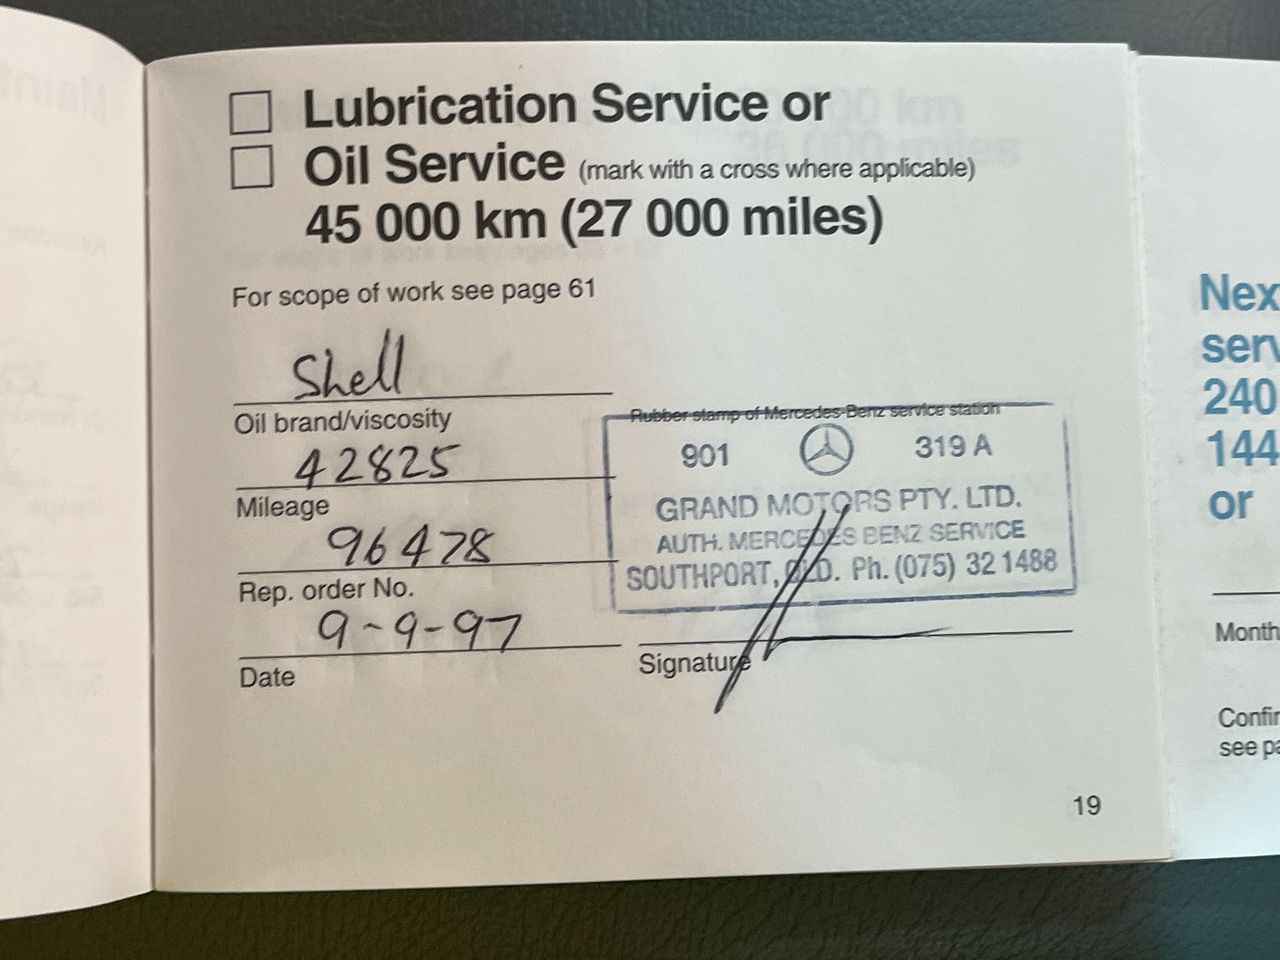 Lubrication Service or
Oil Service (mark with a cross where applicable)
45 000 km (27 000 miles)
For scope of work see page 61
Shell
Oil brand/viscosity
42825
Mileage
96478
Rep. order No.
9-9-97
Date
Rubber stamp of Mercedes-Benz service station
901 319 A
GRAND MOTORS PTY. LTD.
AUTH. MERCEDES BENZ SERVICE
SOUTHPORT, QLD. Ph. (075) 32 1488
Signature
19
Nex
serv
240
144
or
Month
Confir
see pa